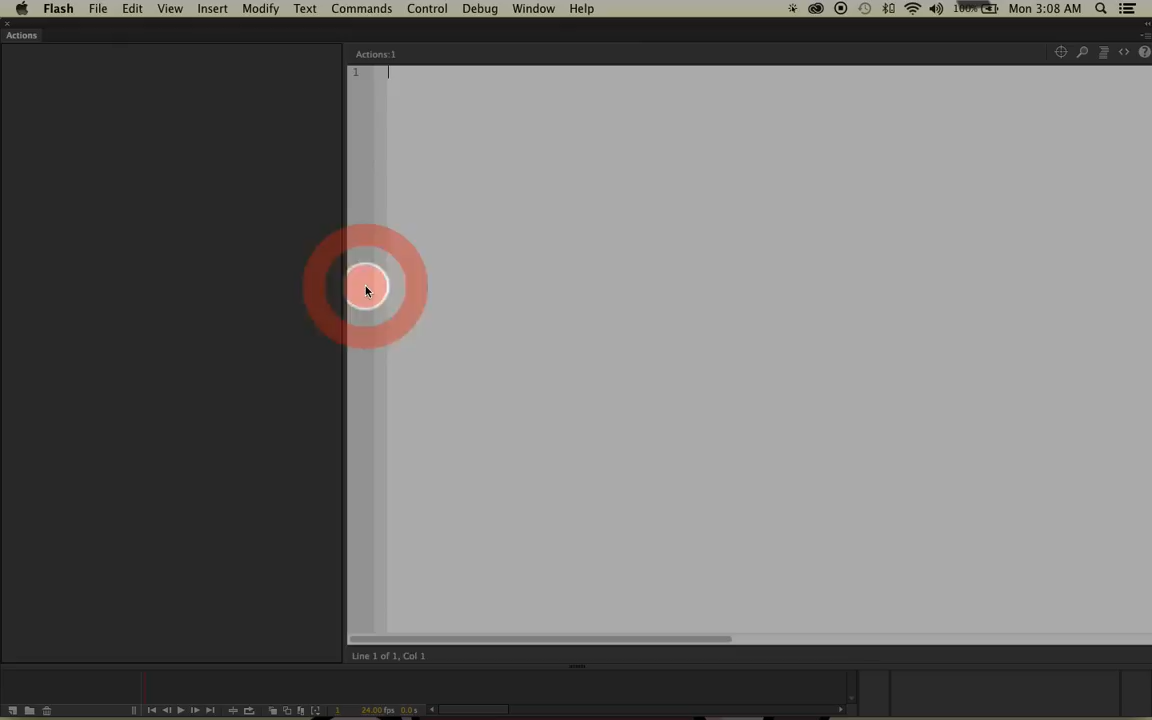 Flash File Edit View Insert Modify Text Commands Control Debug Window Help 100% Mon 3:08 AM
Actions
Actions:1
1
Line 1 of 1, Col 1
1 24.00 fps 0.0 s